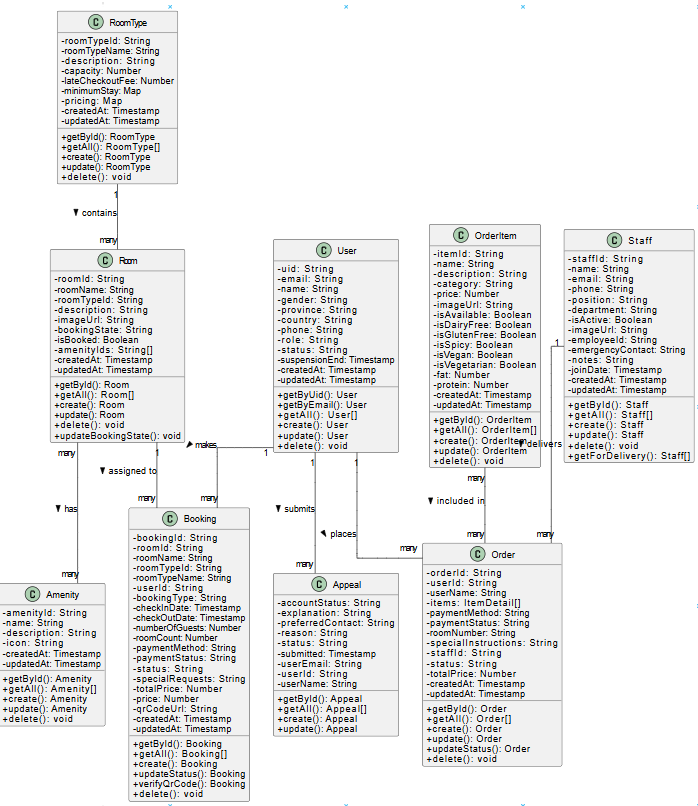 C RoomType
-roomTypeId: String
-roomTypeName: String
-description: String
-capacity: Number
-lateCheckoutFee: Number
-minimumStay: Map
-pricing: Map
-createdAt: Timestamp
-updatedAt: Timestamp
+getById(): RoomType
+getAll(): RoomType[]
+create(): RoomType
+update(): RoomType
+delete(): void
1
contains
many
C Room
-roomId: String
-roomName: String
-roomTypeId: String
-description: String
-imageUrl: String
-bookingState: String
-isBooked: Boolean
-amenityIds: String[]
-createdAt: Timestamp
-updatedAt: Timestamp
+getById(): Room
+getAll(): Room[]
+create(): Room
+update(): Room
+delete(): void
+updateBookingState(): void
C User
-uid: String
-email: String
-name: String
-gender: String
-province: String
-country: String
-phone: String
-role: String
-status: String
-suspensionEnd: Timestamp
-createdAt: Timestamp
-updatedAt: Timestamp
+getByUid(): User
+getByEmail(): User
+getAll(): User[]
+create(): User
+update(): User
+delete(): void
C OrderItem
-itemId: String
-name: String
-description: String
-category: String
-price: Number
-imageUrl: String
-isAvailable: Boolean
-isDairyFree: Boolean
-isGlutenFree: Boolean
-isSpicy: Boolean
-isVegan: Boolean
-isVegetarian: Boolean
-fat: Number
-protein: Number
-createdAt: Timestamp
-updatedAt: Timestamp
+getById(): OrderItem
+getAll(): OrderItem[]
+create(): OrderItem
+update(): OrderItem
+delete(): void
C Staff
-staffId: String
-name: String
-email: String
-phone: String
-position: String
-department: String
-isActive: Boolean
-imageUrl: String
-employeeId: String
-emergencyContact: String
-notes: String
-joinDate: Timestamp
-createdAt: Timestamp
-updatedAt: Timestamp
+getById(): Staff
+getAll(): Staff[]
+create(): Staff
+update(): Staff
+delete(): void
+getForDelivery(): Staff[]
1
delivers
many
many
has
many
1
assigned to
many
1
makes
many
1
submits
many
1
places
many
many
included in
many
C Amenity
-amenityId: String
-name: String
-description: String
-icon: String
-createdAt: Timestamp
-updatedAt: Timestamp
+getById(): Amenity
+getAll(): Amenity[]
+create(): Amenity
+update(): Amenity
+delete(): void
C Booking
-bookingId: String
-roomId: String
-roomName: String
-roomTypeId: String
-roomTypeName: String
-userId: String
-bookingType: String
-checkInDate: Timestamp
-checkOutDate: Timestamp
-numberOfGuests: Number
-roomCount: Number
-paymentMethod: String
-paymentStatus: String
-status: String
-specialRequests: String
-totalPrice: Number
-price: Number
-qrCodeUrl: String
-createdAt: Timestamp
-updatedAt: Timestamp
+getById(): Booking
+getAll(): Booking[]
+create(): Booking
+updateStatus(): Booking
+verifyQrCode(): Booking
+delete(): void
C Appeal
-accountStatus: String
-explanation: String
-preferredContact: String
-reason: String
-status: String
-submitted: Timestamp
-userEmail: String
-userId: String
-userName: String
+getById(): Appeal
+getAll(): Appeal[]
+create(): Appeal
+update(): Appeal
C Order
-orderId: String
-userId: String
-userName: String
-items: ItemDetail[]
-paymentMethod: String
-paymentStatus: String
-roomNumber: String
-specialInstructions: String
-staffId: String
-status: String
-totalPrice: Number
-createdAt: Timestamp
-updatedAt: Timestamp
+getById(): Order
+getAll(): Order[]
+create(): Order
+update(): Order
+updateStatus(): Order
+delete(): void